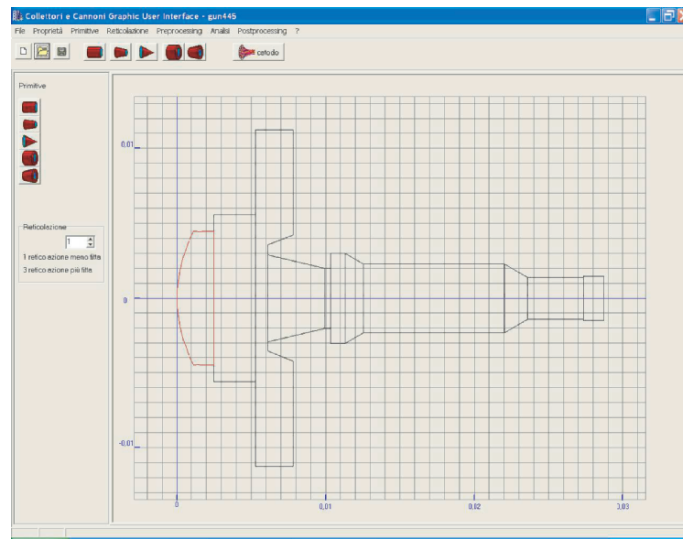 Collettori e Cannoni Graphic User Interface - gun445
File Proprietà Primitive Reticolazione Preprocessing Analisi Postprocessing ?
catodo
Primitive
Reticolazione
1
1 reticolazione meno fitta
3 reticolazione più fitta
0,01
0
-0,01
0 0,01 0,02 0,03